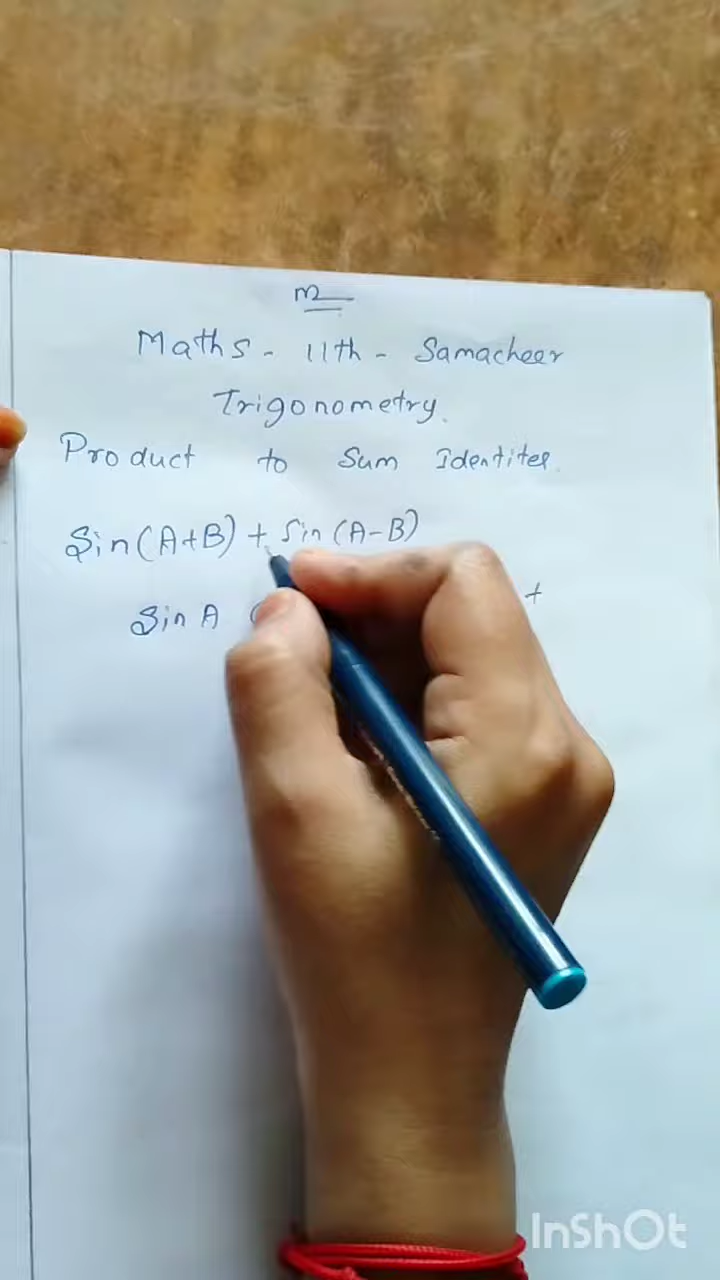 m
Maths - 11th - Samacheer
Trigonometry.
Product to Sum Identites
Sin(A+B) + Sin(A-B)
Sin A +
InShOt